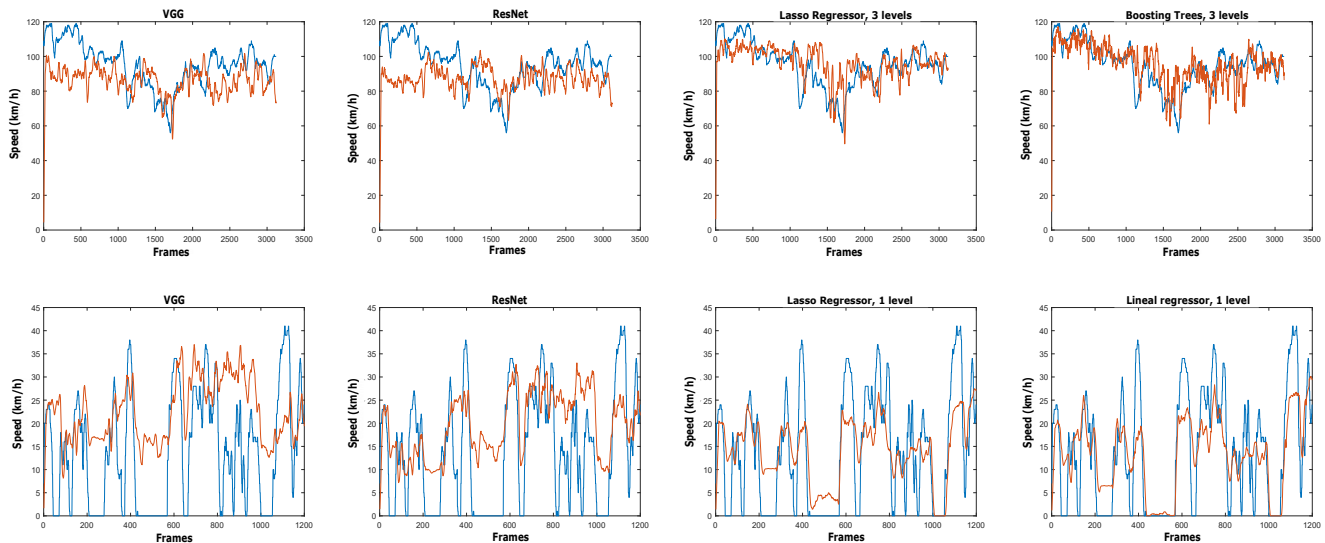 VGG
ResNet
Lasso Regressor, 3 levels
Boosting Trees, 3 levels
120
100
80
60
40
20
0
Speed (km/h)
0 500 1000 1500 2000 2500 3000 3500
Frames
120
100
80
60
40
20
0
Speed (km/h)
0 500 1000 1500 2000 2500 3000 3500
Frames
120
100
80
60
40
20
0
Speed (km/h)
0 500 1000 1500 2000 2500 3000 3500
Frames
120
100
80
60
40
20
0
Speed (km/h)
0 500 1000 1500 2000 2500 3000 3500
Frames
VGG
ResNet
Lasso Regressor, 1 level
Lineal regressor, 1 level
45
40
35
30
25
20
15
10
5
0
Speed (km/h)
0 200 400 600 800 1000 1200
Frames
45
40
35
30
25
20
15
10
5
0
Speed (km/h)
0 200 400 600 800 1000 1200
Frames
45
40
35
30
25
20
15
10
5
0
Speed (km/h)
0 200 400 600 800 1000 1200
Frames
45
40
35
30
25
20
15
10
5
0
Speed (km/h)
0 200 400 600 800 1000 1200
Frames